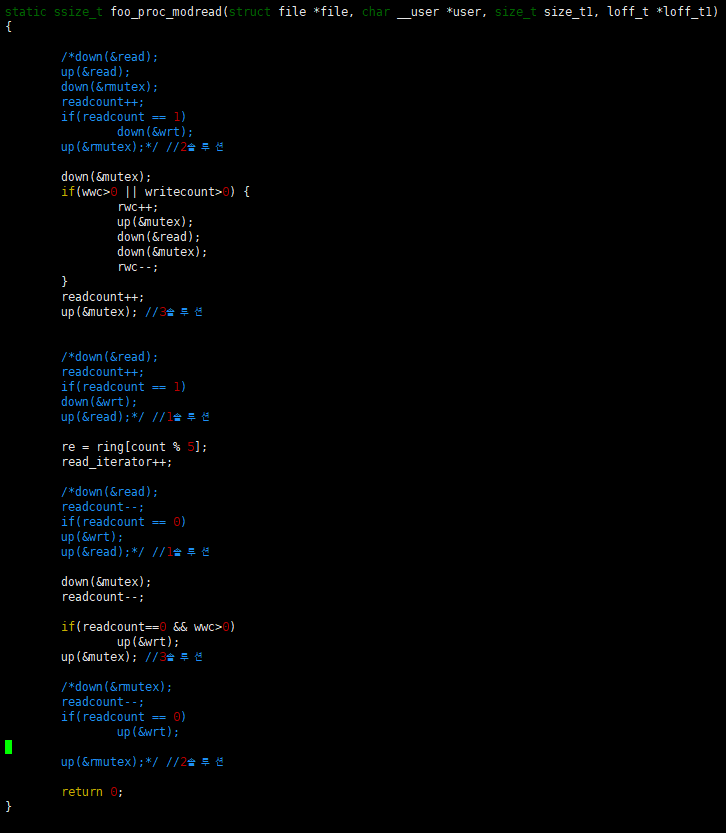 static ssize_t foo_proc_modread(struct file *file, char __user *user, size_t size_t1, loff_t *loff_t1)
{
/*down(&read);
up(&read);
down(&rmutex);
readcount++;
if(readcount == 1)
down(&wrt);
up(&rmutex);*/ //2솔루션
down(&mutex);
if(wwc>0 || writecount>0) {
rwc++;
up(&mutex);
down(&read);
down(&mutex);
rwc--;
}
readcount++;
up(&mutex); //3솔루션
/*down(&read);
readcount++;
if(readcount == 1)
down(&wrt);
up(&read);*/ //1솔루션
re = ring[count % 5];
read_iterator++;
/*down(&read);
readcount--;
if(readcount == 0)
up(&wrt);
up(&read);*/ //1솔루션
down(&mutex);
readcount--;
if(readcount==0 && wwc>0)
up(&wrt);
up(&mutex); //3솔루션
/*down(&rmutex);
readcount--;
if(readcount == 0)
up(&wrt);
up(&rmutex);*/ //2솔루션
return 0;
}